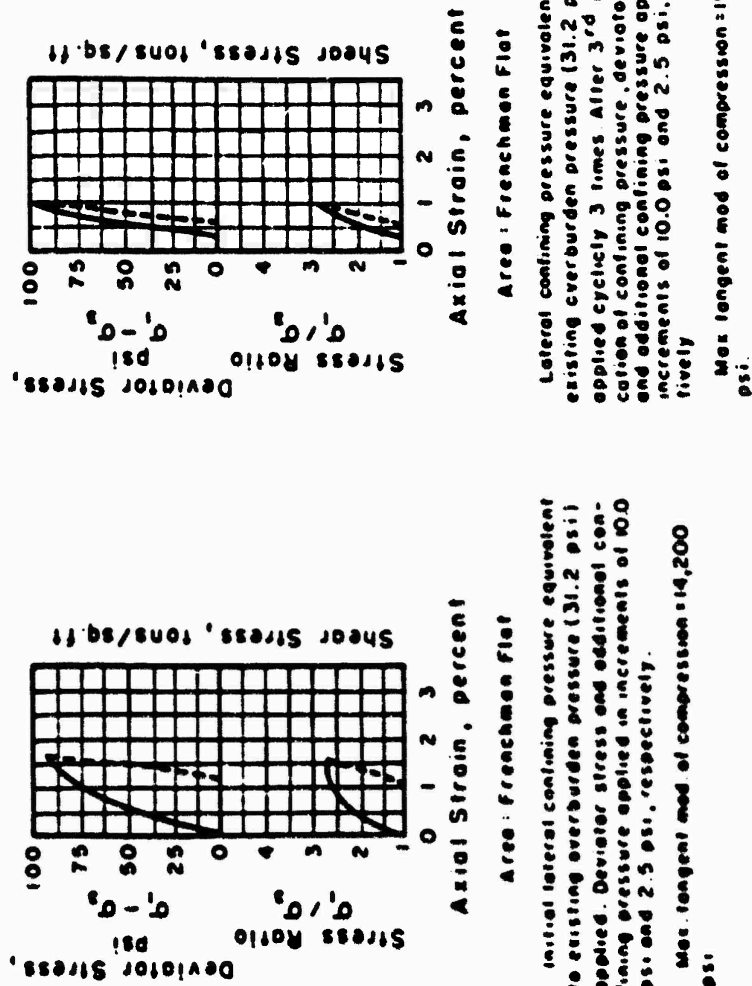 Deviator Stress,
psi
σ₁ - σ₃
Stress Ratio
σ₁ / σ₃
100
75
50
25
0
4
3
2
1
0 1 2 3
Shear Stress, tons/sq.ft
Axial Strain, percent
Area : Frenchman Flat
Initial lateral confining pressure equivalent
to existing overburden pressure (31.2 psi)
applied. Deviator stress and additional con-
fining pressure applied in increments of 10.0
psi and 2.5 psi, respectively.
Max. tangent mod. of compression = 14,200
psi
Deviator Stress,
psi
σ₁ - σ₃
Stress Ratio
σ₁ / σ₃
100
75
50
25
0
4
3
2
1
0 1 2 3
Shear Stress, tons/sq.ft
Axial Strain, percent
Area : Frenchman Flat
Lateral confining pressure
existing overburden pressure (31.2
applied cyclicly 3 times. After 3rd
cation of confining pressure, 
and additional confining pressure
increments of 10.0 psi and 2.5 psi,
tively
Max tangent mod of compression =
psi.